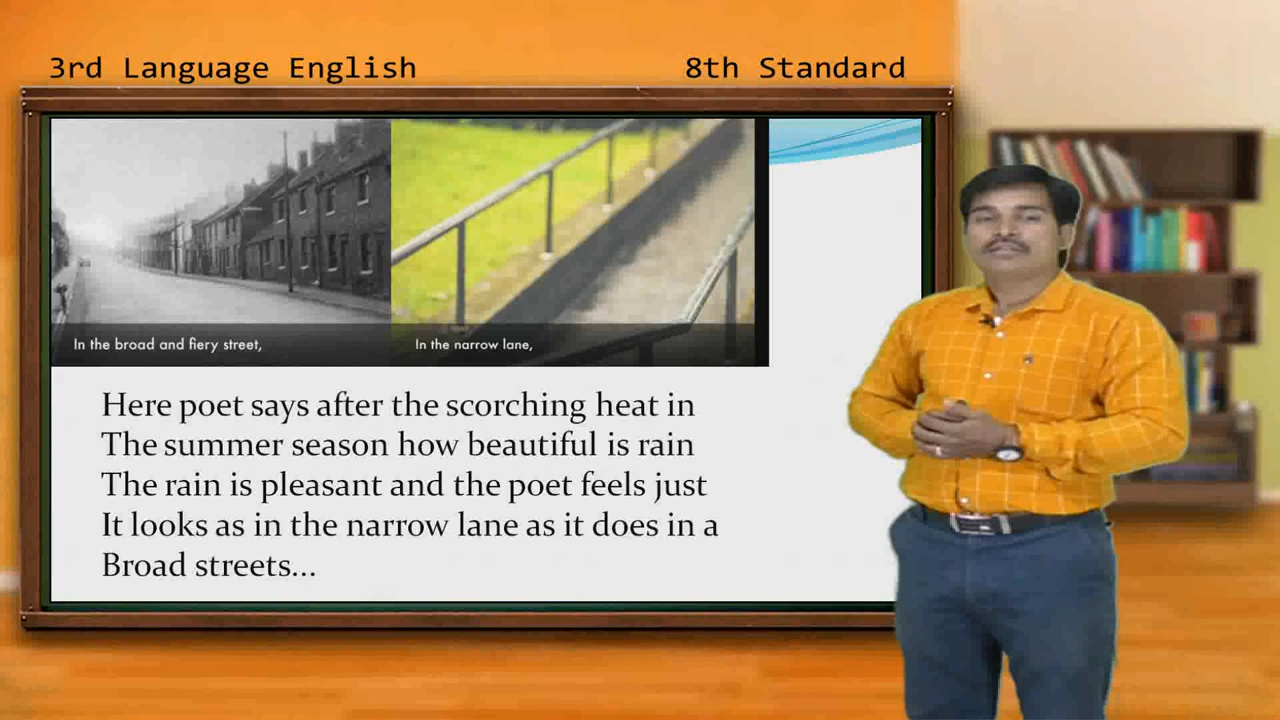 3rd Language English
8th Standard
In the broad and fiery street,
In the narrow lane,
Here poet says after the scorching heat in
The summer season how beautiful is rain
The rain is pleasant and the poet feels just
It looks as in the narrow lane as it does in a
Broad streets...